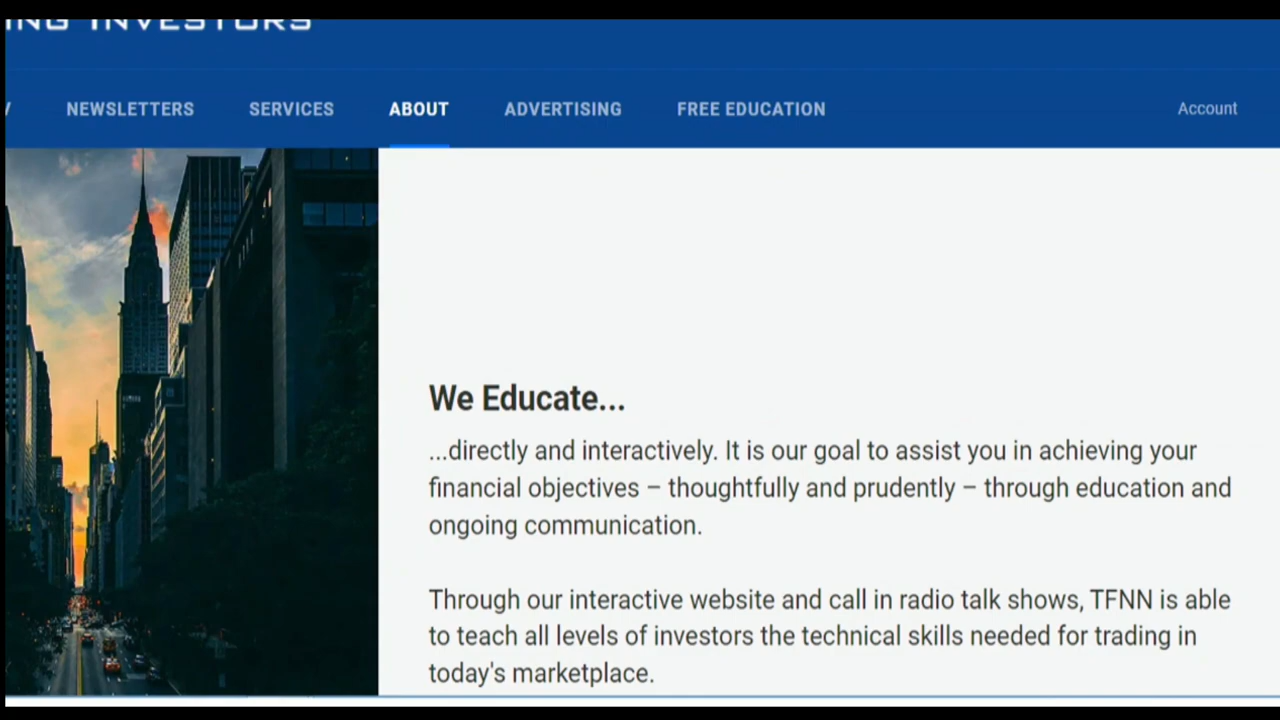 INVESTORS
NEWSLETTERS SERVICES ABOUT ADVERTISING FREE EDUCATION Account
We Educate...
...directly and interactively. It is our goal to assist you in achieving your
financial objectives – thoughtfully and prudently – through education and
ongoing communication.
Through our interactive website and call in radio talk shows, TFNN is able
to teach all levels of investors the technical skills needed for trading in
today's marketplace.